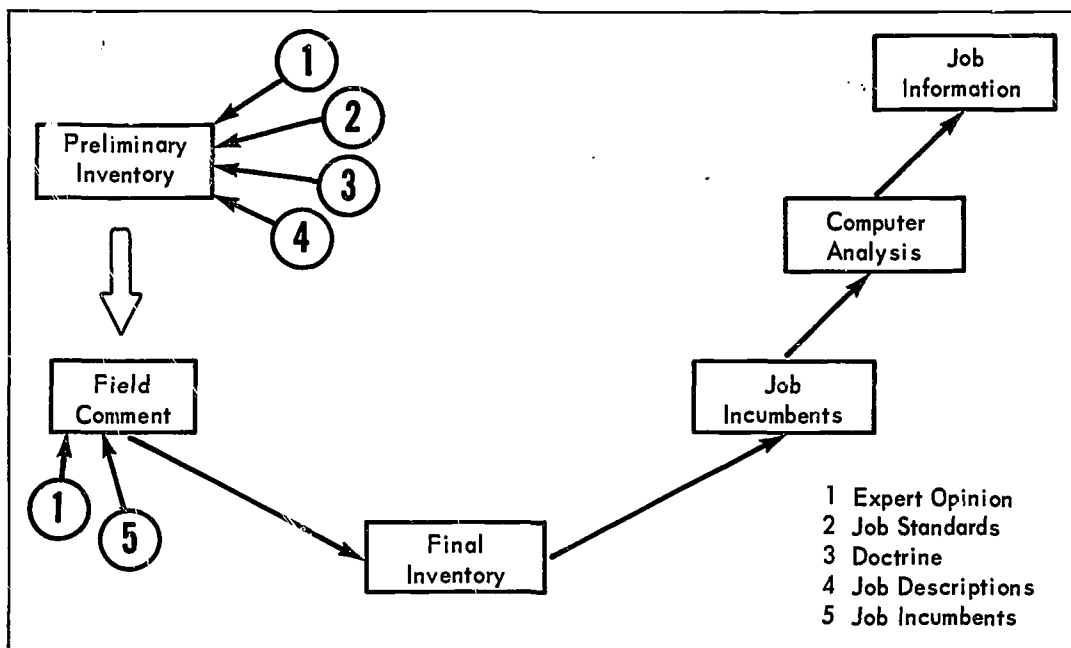 1
2
3
4
Preliminary
Inventory
Field
Comment
1
5
Final
Inventory
Job
Incumbents
Computer
Analysis
Job
Information
1 Expert Opinion
2 Job Standards
3 Doctrine
4 Job Descriptions
5 Job Incumbents